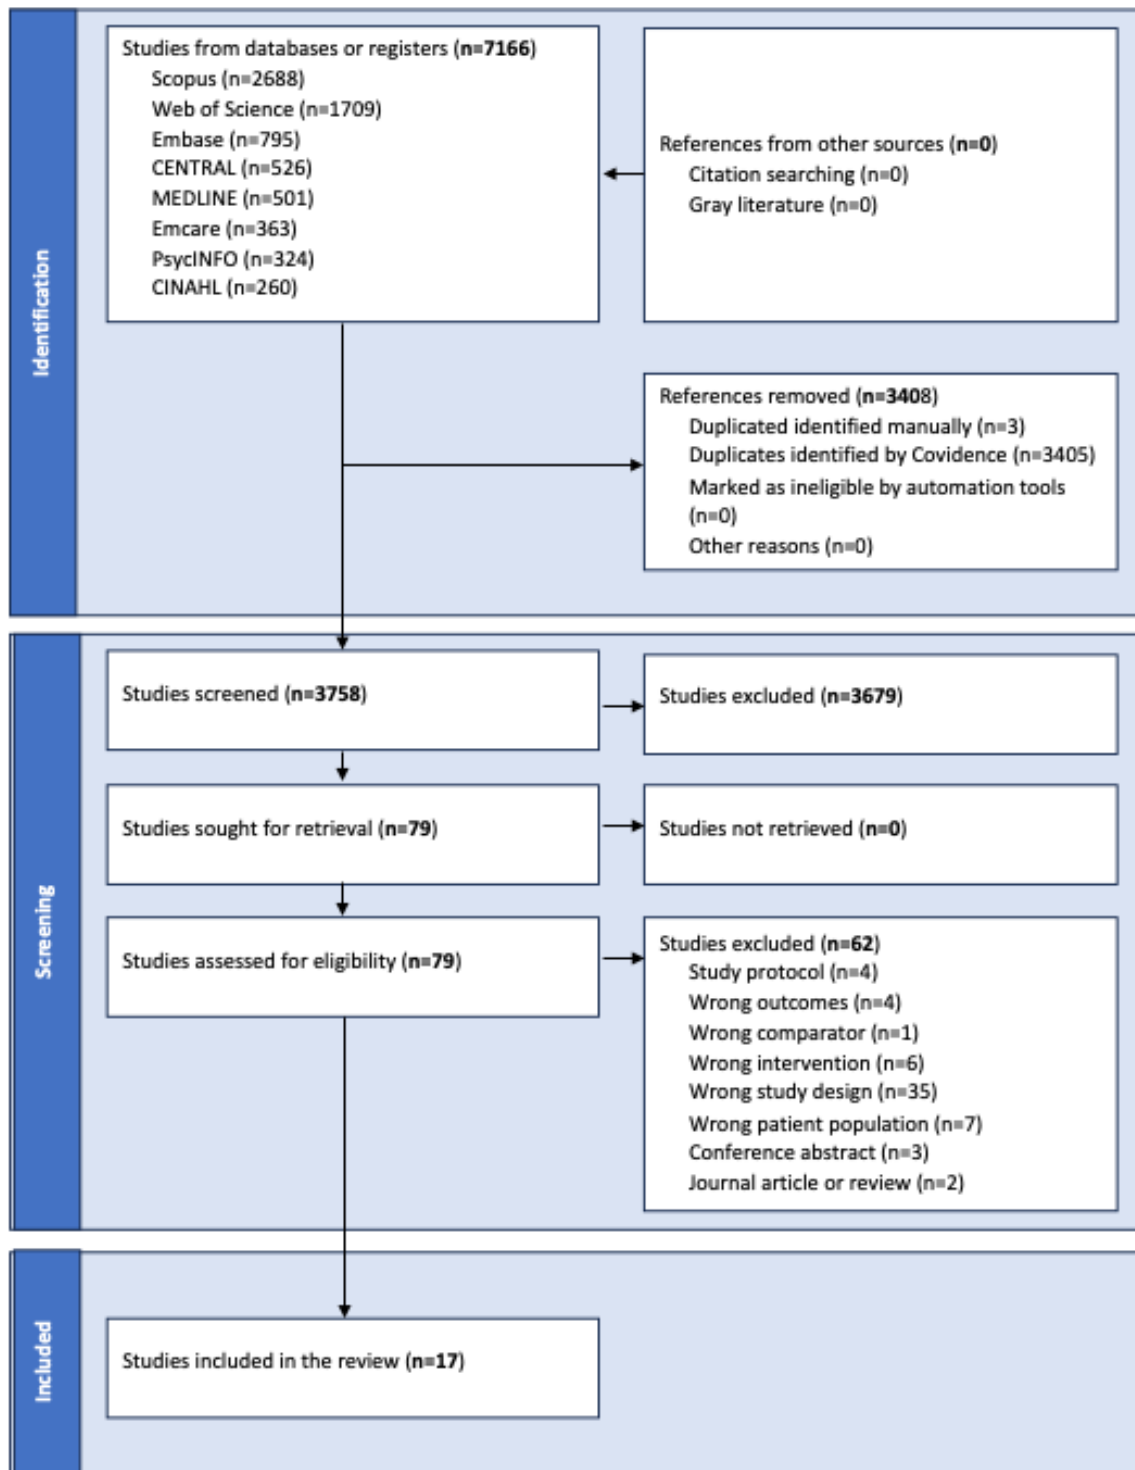 Identification
Studies from databases or registers (n=7166)
Scopus (n=2688)
Web of Science (n=1709)
Embase (n=795)
CENTRAL (n=526)
MEDLINE (n=501)
Emcare (n=363)
PsycINFO (n=324)
CINAHL (n=260)
References from other sources (n=0)
Citation searching (n=0)
Gray literature (n=0)
References removed (n=3408)
Duplicated identified manually (n=3)
Duplicates identified by Covidence (n=3405)
Marked as ineligible by automation tools
(n=0)
Other reasons (n=0)
Screening
Studies screened (n=3758)
Studies excluded (n=3679)
Studies sought for retrieval (n=79)
Studies not retrieved (n=0)
Studies assessed for eligibility (n=79)
Studies excluded (n=62)
Study protocol (n=4)
Wrong outcomes (n=4)
Wrong comparator (n=1)
Wrong intervention (n=6)
Wrong study design (n=35)
Wrong patient population (n=7)
Conference abstract (n=3)
Journal article or review (n=2)
Included
Studies included in the review (n=17)